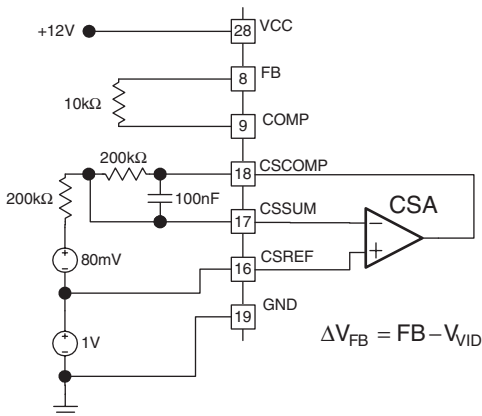 +12V
28
VCC
8
FB
10kΩ
9
COMP
200kΩ
18
CSCOMP
200kΩ
100nF
17
CSSUM
CSA
80mV
16
CSREF
19
GND
1V
ΔV_FB = FB−V_VID